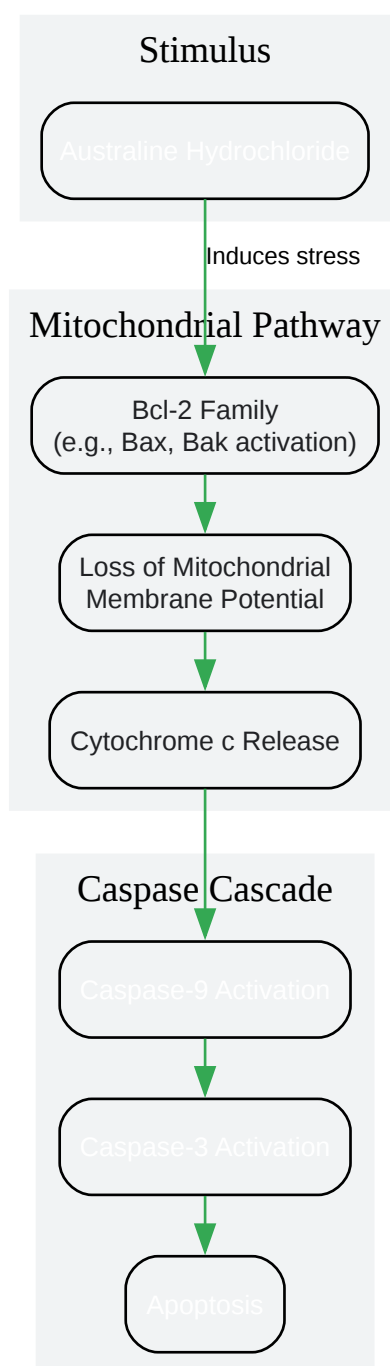 Stimulus
Australine Hydrochloride
Induces stress
Mitochondrial Pathway
Bcl-2 Family
(e.g., Bax, Bak activation)
Loss of Mitochondrial
Membrane Potential
Cytochrome c Release
Caspase Cascade
Caspase-9 Activation
Caspase-3 Activation
Apoptosis